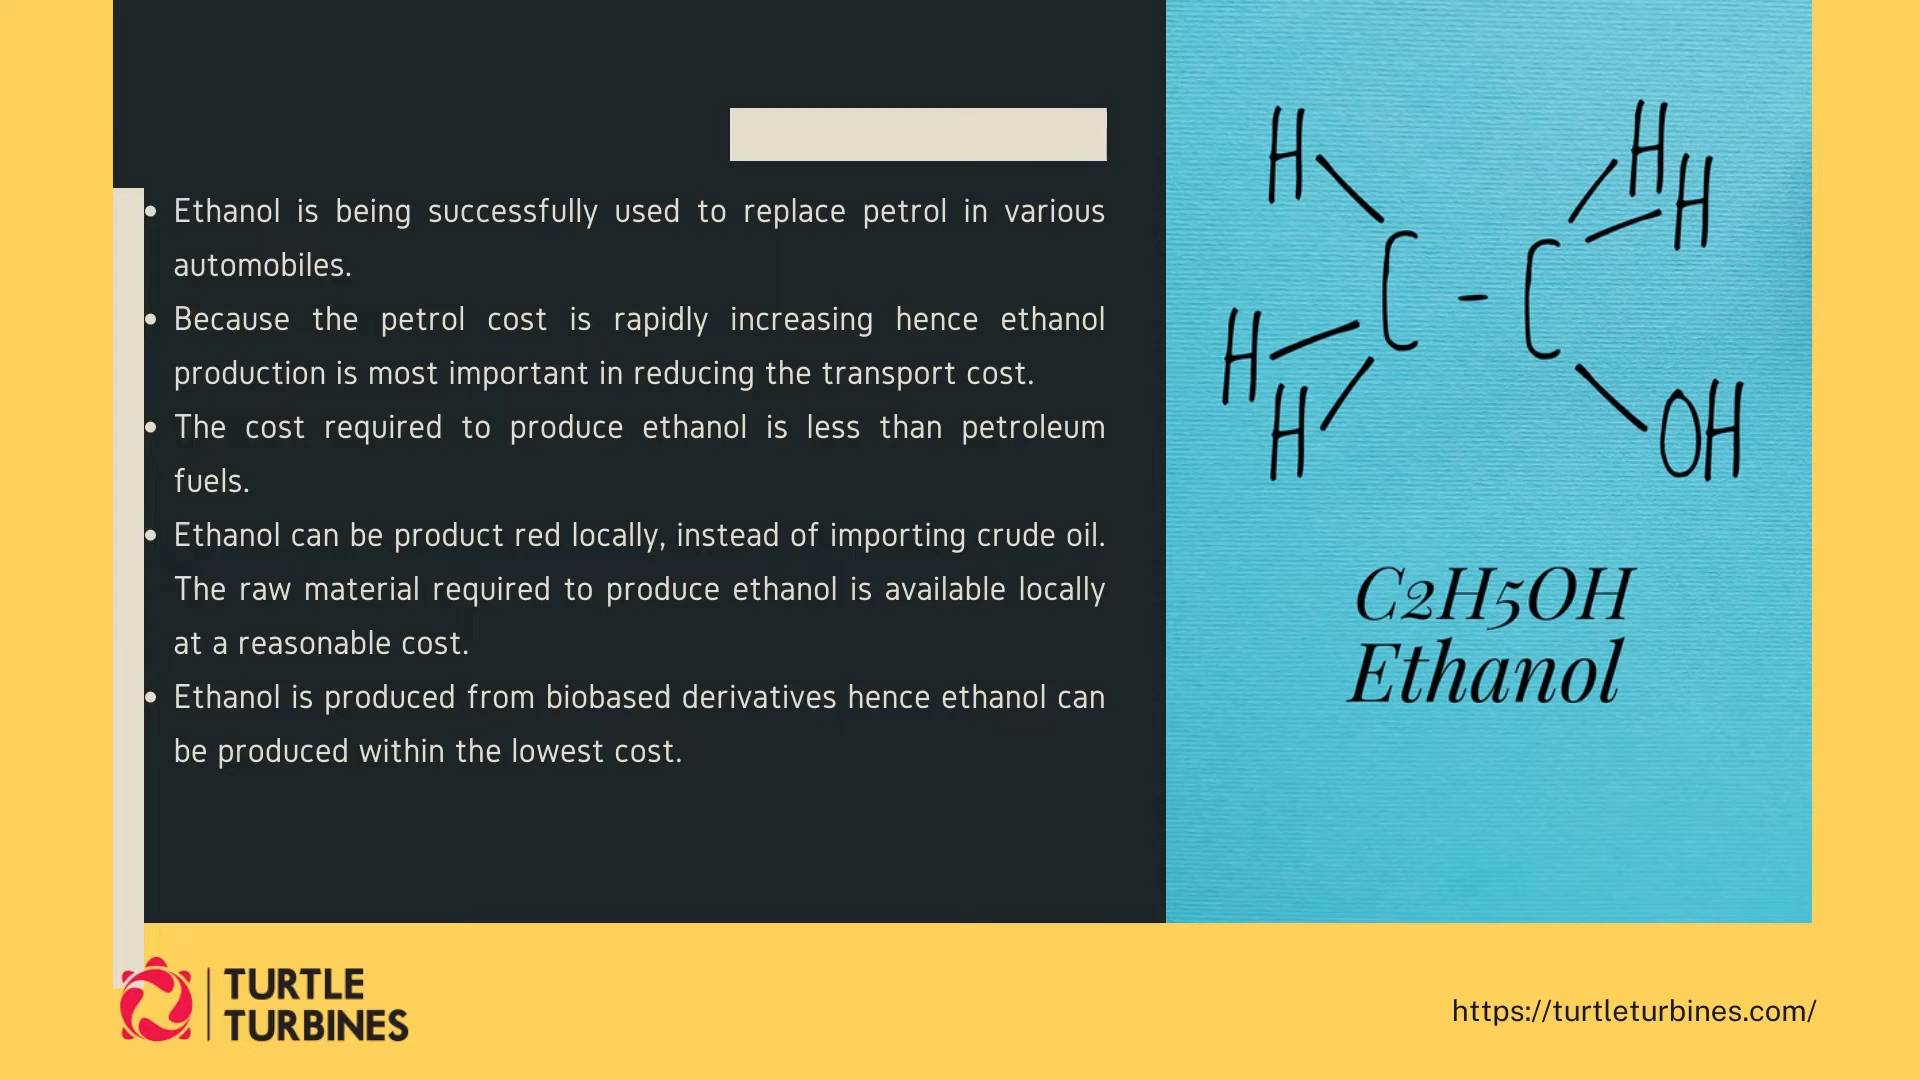 Ethanol is being successfully used to replace petrol in various
automobiles.
Because the petrol cost is rapidly increasing hence ethanol
production is most important in reducing the transport cost.
The cost required to produce ethanol is less than petroleum
fuels.
Ethanol can be product red locally, instead of importing crude oil.
The raw material required to produce ethanol is available locally
at a reasonable cost.
Ethanol is produced from biobased derivatives hence ethanol can
be produced within the lowest cost.
H
H
H
C - C
H
H
OH
C2H5OH
Ethanol
TURTLE
TURBINES
https://turtleturbines.com/